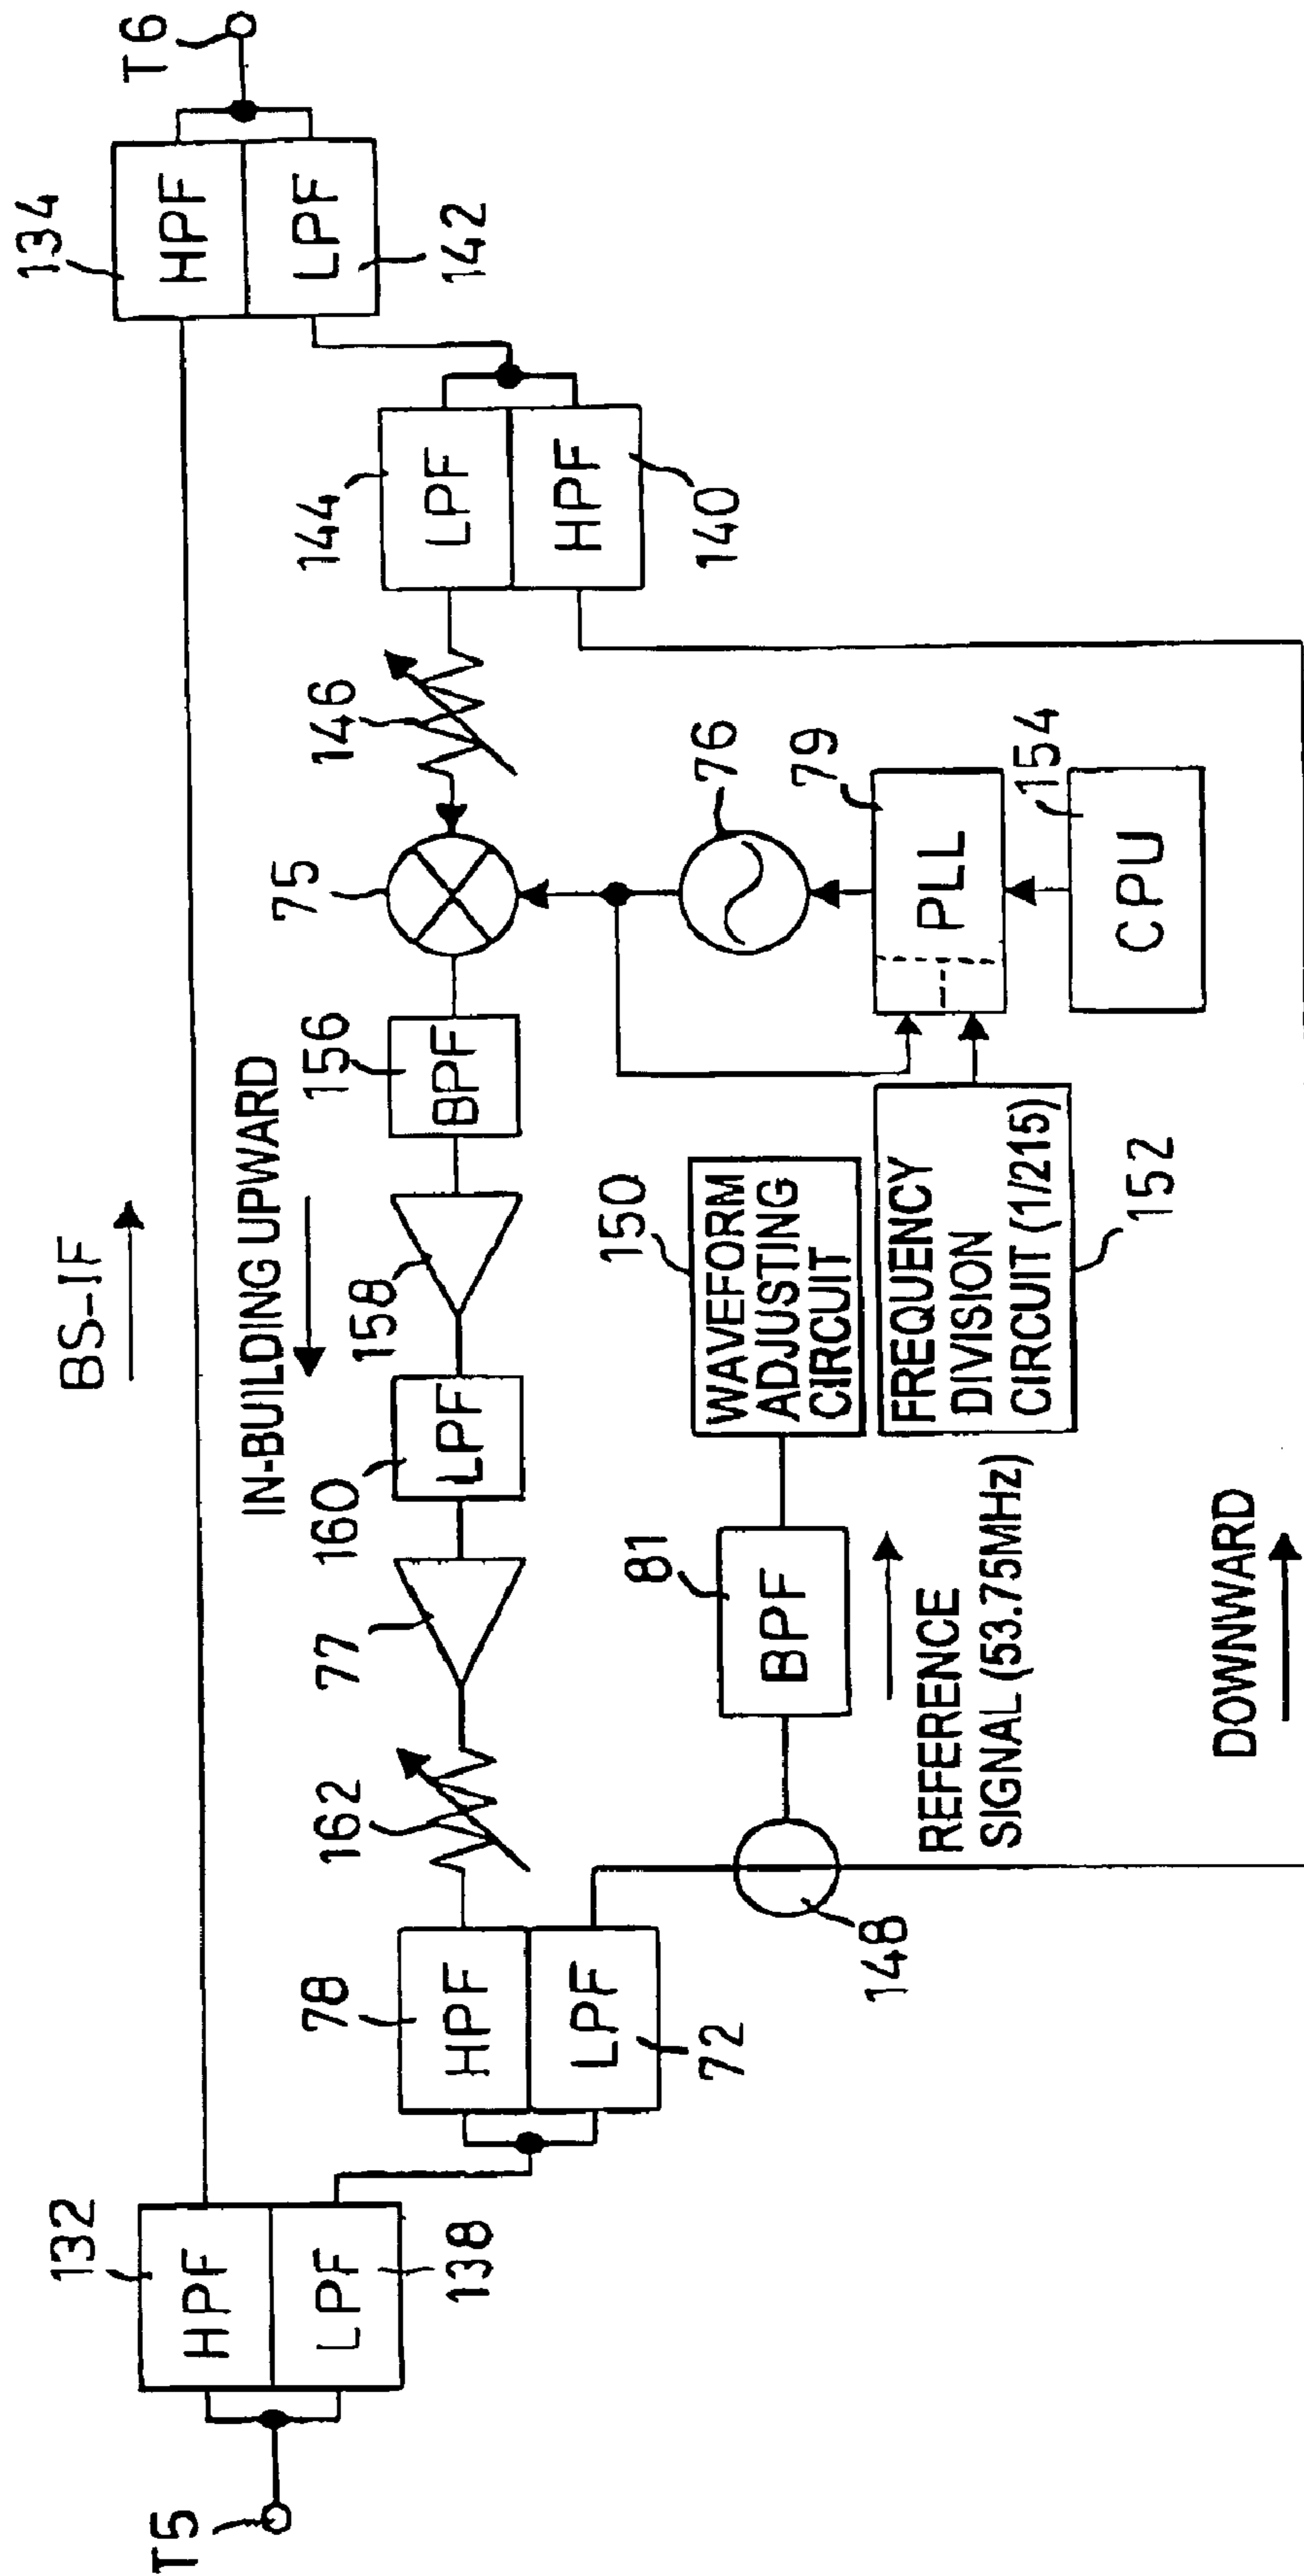 T5
132
HPF
LPF
138
BS-IF
134
HPF
LPF
142
T6
IN-BUILDING UPWARD
78
HPF
LPF
72
162
77
160
LPF
158
156
BPF
75
146
144
LPF
HPF
140
148
81
BPF
REFERENCE
SIGNAL (53.75MHz)
150
WAVEFORM
ADJUSTING
CIRCUIT
FREQUENCY
DIVISION
CIRCUIT (1/215)
152
76
79
PLL
154
CPU
DOWNWARD